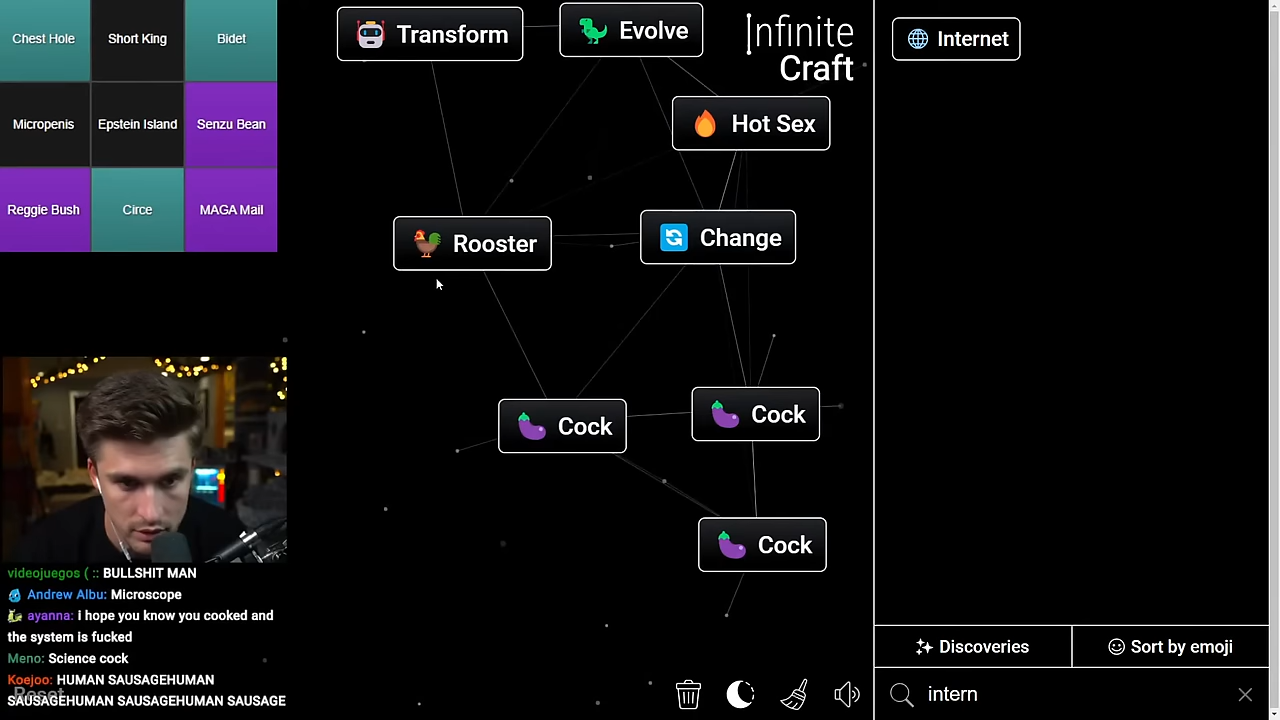 Chest Hole
Short King
Bidet
Micropenis
Epstein Island
Senzu Bean
Reggie Bush
Circe
MAGA Mail
Transform
Evolve
Infinite
Craft
Hot Sex
Rooster
Change
Cock
Cock
Cock
Internet
videojuegos ( :: BULLSHIT MAN
Andrew Albu: Microscope
ayanna: i hope you know you cooked and
the system is fucked
Meno: Science cock
Koejoo: HUMAN SAUSAGEHUMAN
SAUSAGEHUMAN SAUSAGEHUMAN SAUSAGE
Reset
Discoveries
Sort by emoji
intern